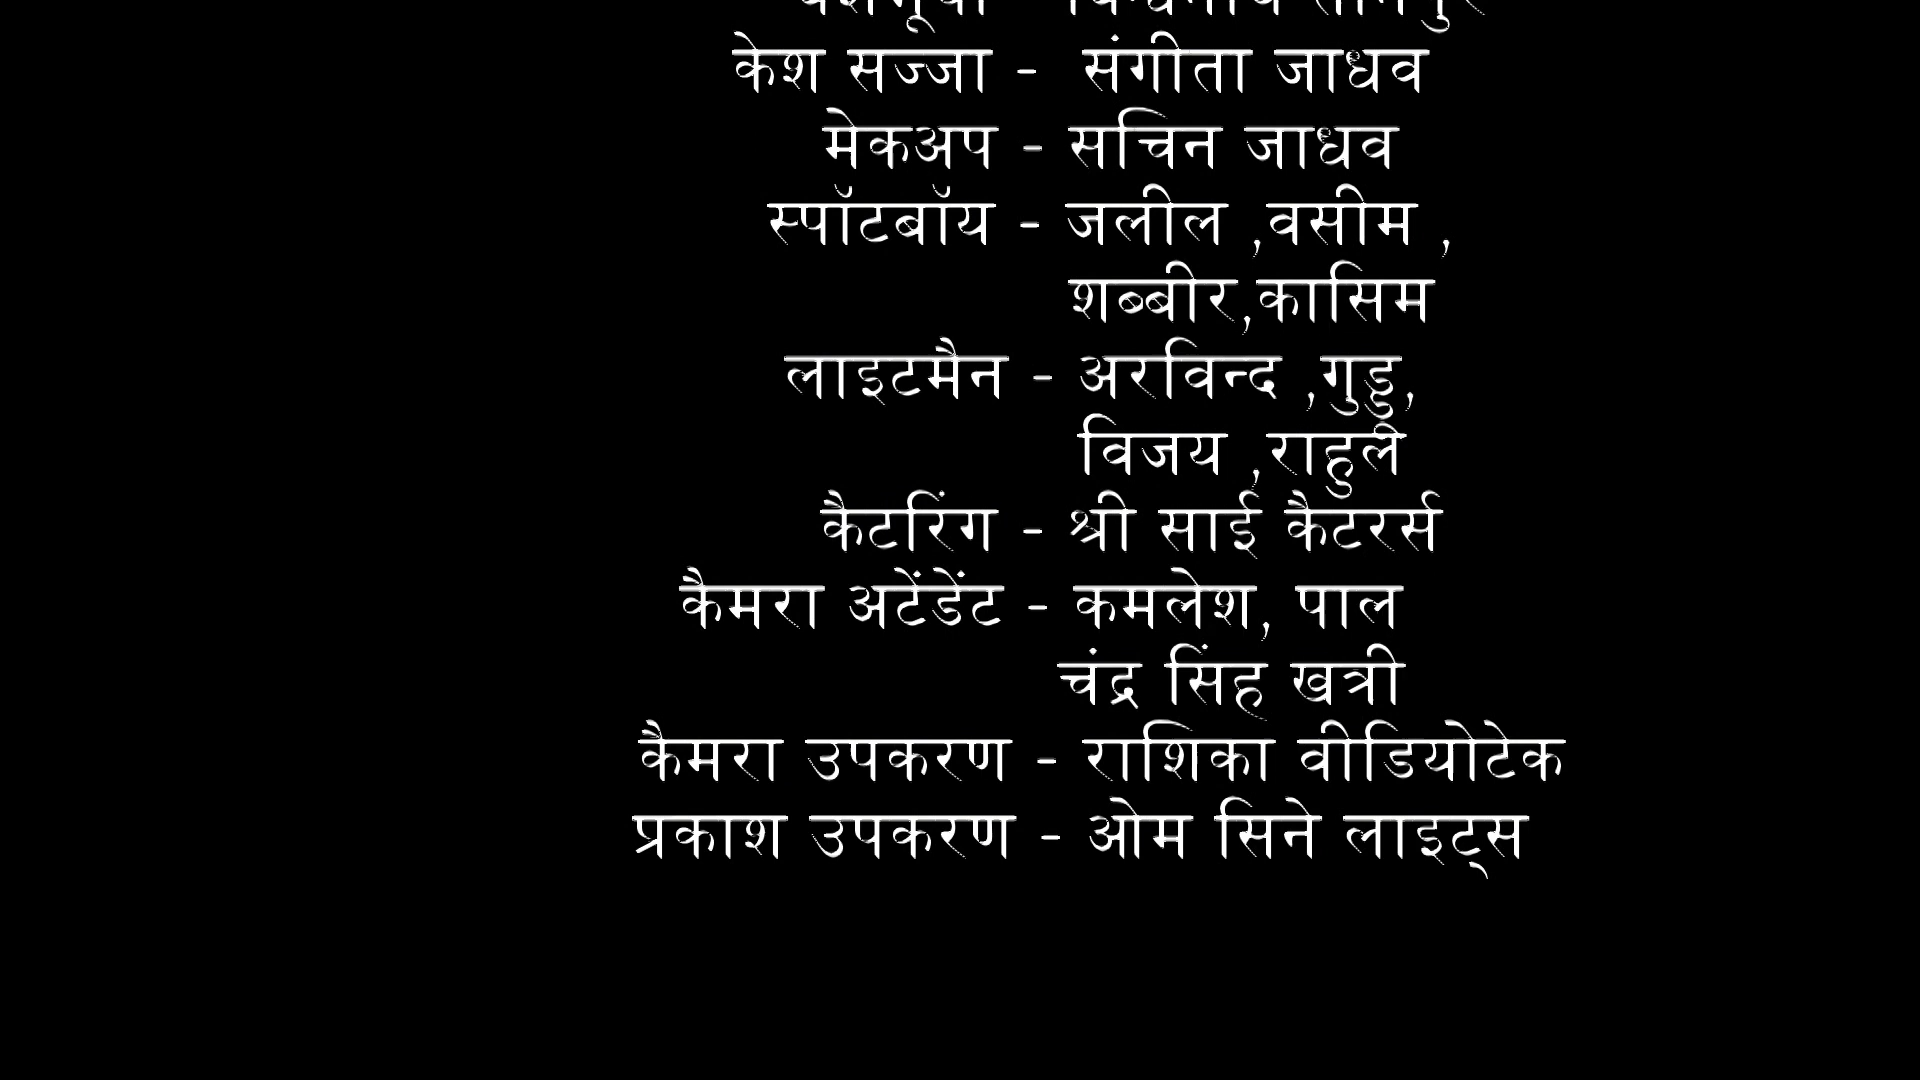 केश सज्जा - संगीता जाधव
मेकअप - सचिन जाधव
स्पॉटबॉय - जलील ,वसीम ,
शब्बीर,कासिम
लाइटमैन - अरविन्द ,गुड्डु,
विजय ,राहुल
कैटरिंग - श्री साई कैटरर्स
कैमरा अटेंडेंट - कमलेश, पाल
चंद्र सिंह खत्री
कैमरा उपकरण - राशिका वीडियोटेक
प्रकाश उपकरण - ओम सिने लाइट्स